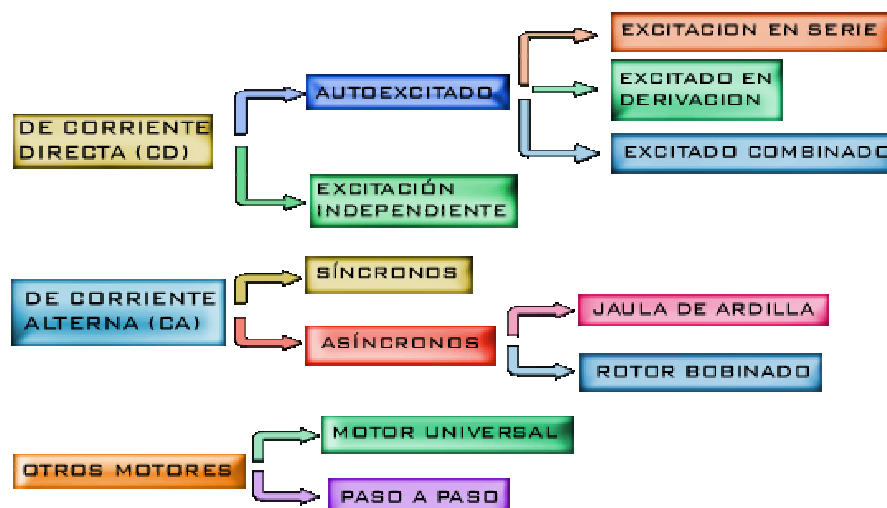 EXCITACION EN SERIE
AUTOEXCITADO
EXCITADO EN
DERIVACION
DE CORRIENTE
DIRECTA (CD)
EXCITADO COMBINADO
EXCITACIÓN
INDEPENDIENTE
SÍNCRONOS
DE CORRIENTE
ALTERNA (CA)
JAULA DE ARDILLA
ASÍNCRONOS
ROTOR BOBINADO
MOTOR UNIVERSAL
OTROS MOTORES
PASO A PASO